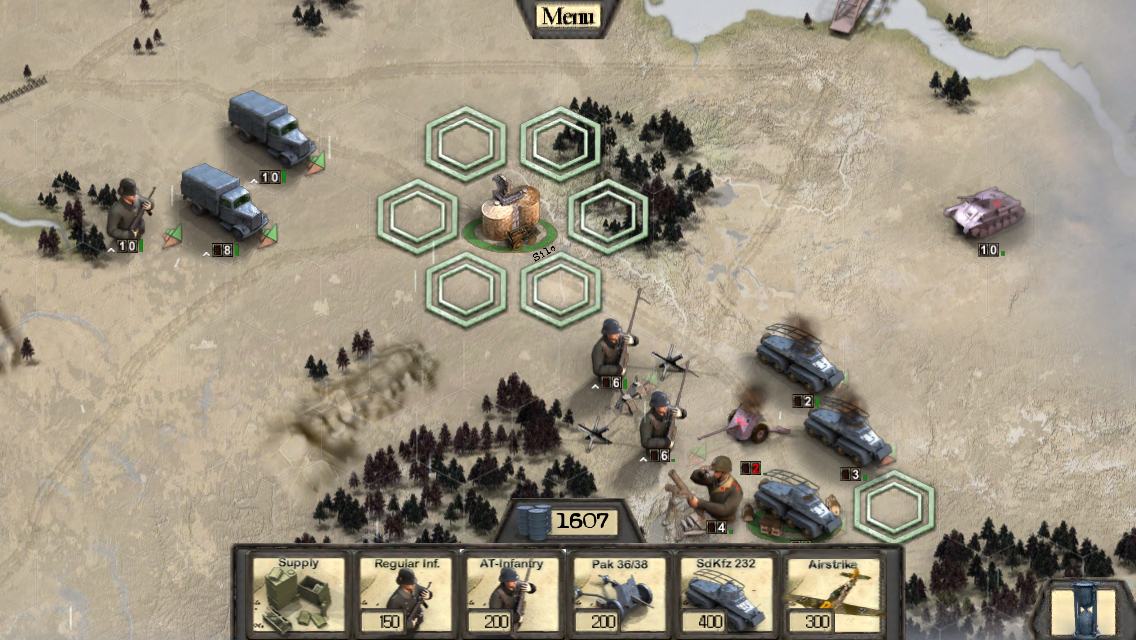 Menu
10
10
8
10
Silo
6
2
6
2
3
4
1607
Supply
Regular Inf.
AT-Infantry
Pak 36/38
SdKfz 232
Airstrike
150
200
200
400
300